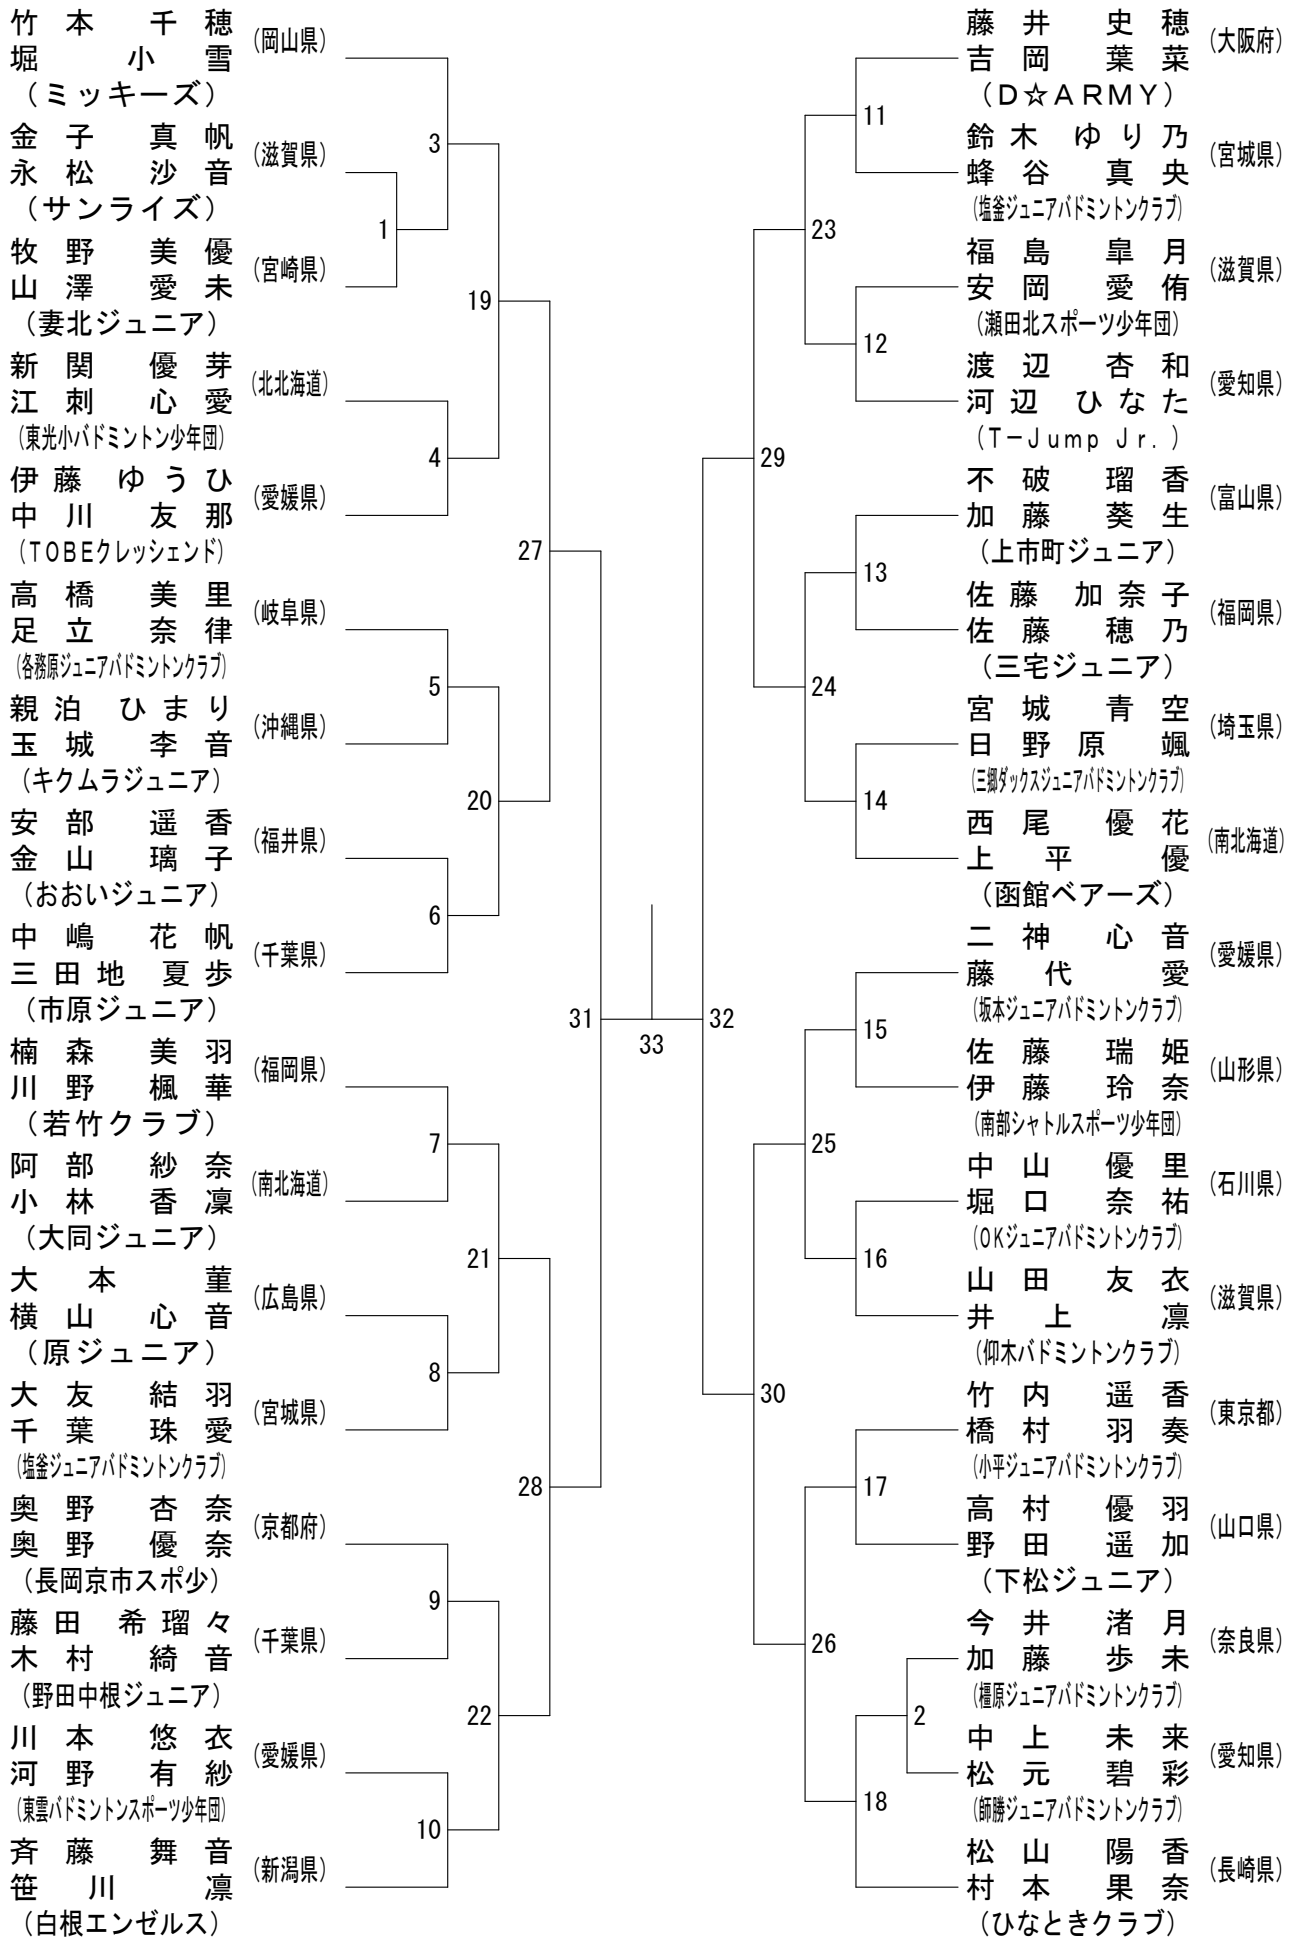 竹本 千穂
堀 小雪
(岡山県)
(ミッキーズ)
金子 真帆
永松 沙音
(滋賀県)
(サンライズ)
牧野 美優
山澤 愛未
(宮崎県)
(妻北ジュニア)
新関 優芽
江刺 心愛
(北北海道)
(東光小バドミントン少年団)
伊藤 ゆうひ
中川 友那
(愛媛県)
(TOBEクレッシェンド)
高橋 美里
足立 奈律
(岐阜県)
(各務原ジュニアバドミントンクラブ)
親泊 ひまり
玉城 李音
(沖縄県)
(キクムラジュニア)
安部 遥香
金山 璃子
(福井県)
(おおいジュニア)
中嶋 花帆
三田地 夏歩
(千葉県)
(市原ジュニア)
楠森 美羽
川野 楓華
(福岡県)
(若竹クラブ)
阿部 紗奈
小林 香凜
(南北海道)
(大同ジュニア)
大本 菫
横山 心音
(広島県)
(原ジュニア)
大友 結羽
千葉 珠愛
(宮城県)
(塩釜ジュニアバドミントンクラブ)
奥野 杏奈
奥野 優奈
(京都府)
(長岡京市スポ少)
藤田 希瑠々
木村 綺音
(千葉県)
(野田中根ジュニア)
川本 悠衣
河野 有紗
(愛媛県)
(東雲バドミントンスポーツ少年団)
斉藤 舞音
笹川 凛
(新潟県)
(白根エンゼルス)
1
3
4
5
6
7
8
9
10
19
20
21
22
27
28
31
33
32
29
30
23
24
25
26
11
12
13
14
15
16
17
18
2
藤井 史穂
吉岡 葉菜
(大阪府)
(D☆ARMY)
鈴木 ゆり乃
蜂谷 真央
(宮城県)
(塩釜ジュニアバドミントンクラブ)
福島 皐月
安岡 愛侑
(滋賀県)
(瀬田北スポーツ少年団)
渡辺 杏和
河辺 ひなた
(愛知県)
(T-Jump Jr.)
不破 瑠香
加藤 葵生
(富山県)
(上市町ジュニア)
佐藤 加奈子
佐藤 穂乃
(福岡県)
(三宅ジュニア)
宮城 青空
日野原 颯
(埼玉県)
(三郷ダックスジュニアバドミントンクラブ)
西尾 優花
上平 優
(南北海道)
(函館ベアーズ)
二神 心音
藤代 愛
(愛媛県)
(坂本ジュニアバドミントンクラブ)
佐藤 瑞姫
伊藤 玲奈
(山形県)
(南部シャトルスポーツ少年団)
中山 優里
堀口 奈祐
(石川県)
(OKジュニアバドミントンクラブ)
山田 友衣
井上 凛
(滋賀県)
(仰木バドミントンクラブ)
竹内 遥香
橋村 羽奏
(東京都)
(小平ジュニアバドミントンクラブ)
高村 優羽
野田 遥加
(山口県)
(下松ジュニア)
今井 渚月
加藤 歩未
(奈良県)
(橿原ジュニアバドミントンクラブ)
中上 未来
松元 碧彩
(愛知県)
(師勝ジュニアバドミントンクラブ)
松山 陽香
村本 果奈
(長崎県)
(ひなときクラブ)